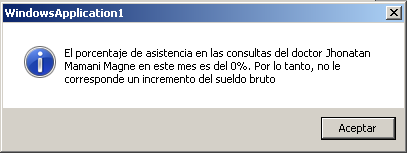 WindowsApplication1
El porcentaje de asistencia en las consultas del doctor Jhonatan
Mamani Magne en este mes es del 0%. Por lo tanto, no le
corresponde un incremento del sueldo bruto
Aceptar